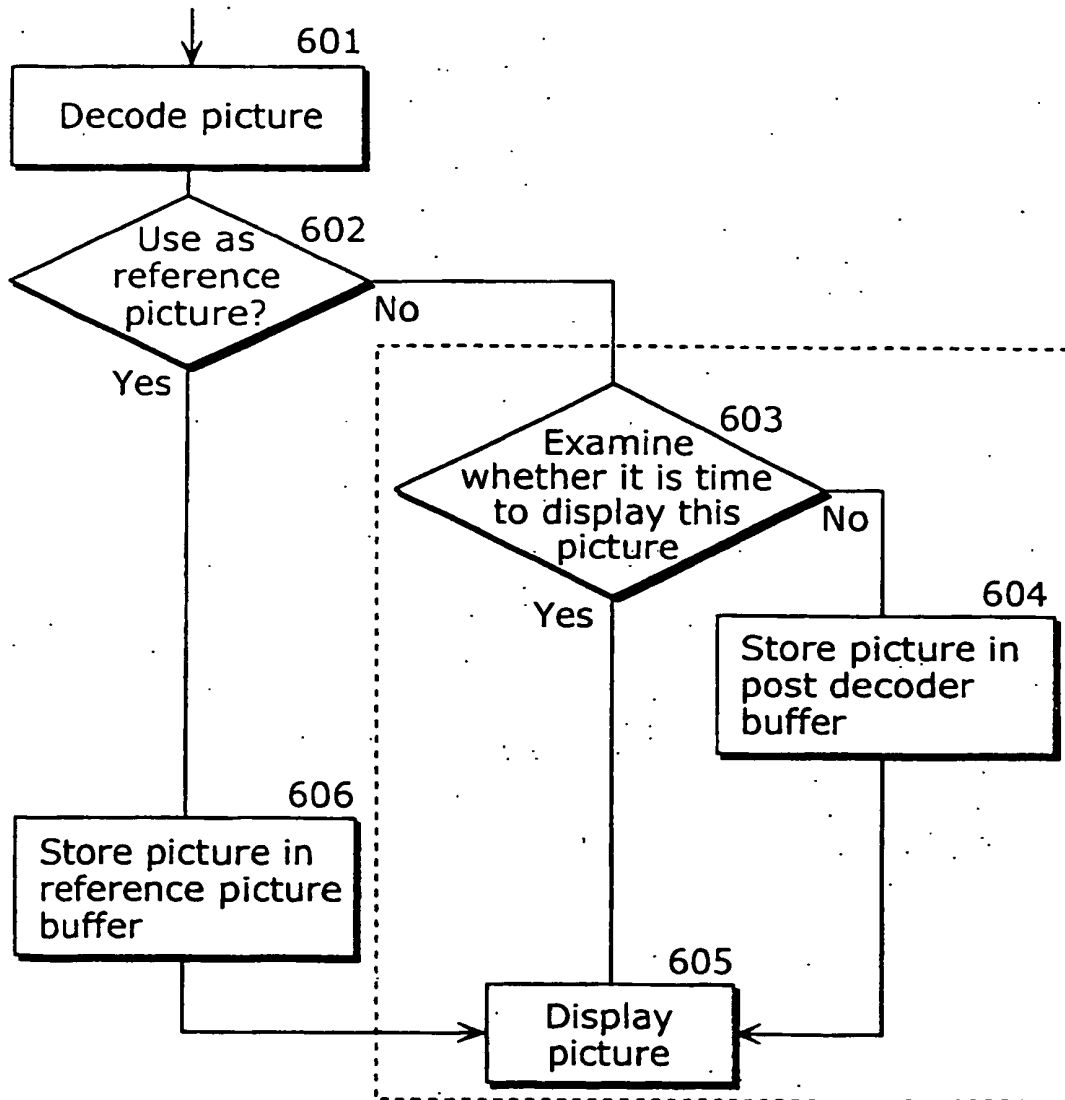 601
Decode picture
602
Use as
reference
picture?
No
Yes
603
Examine
whether it is time
to display this
picture
No
Yes
604
Store picture in
post decoder
buffer
606
Store picture in
reference picture
buffer
605
Display
picture